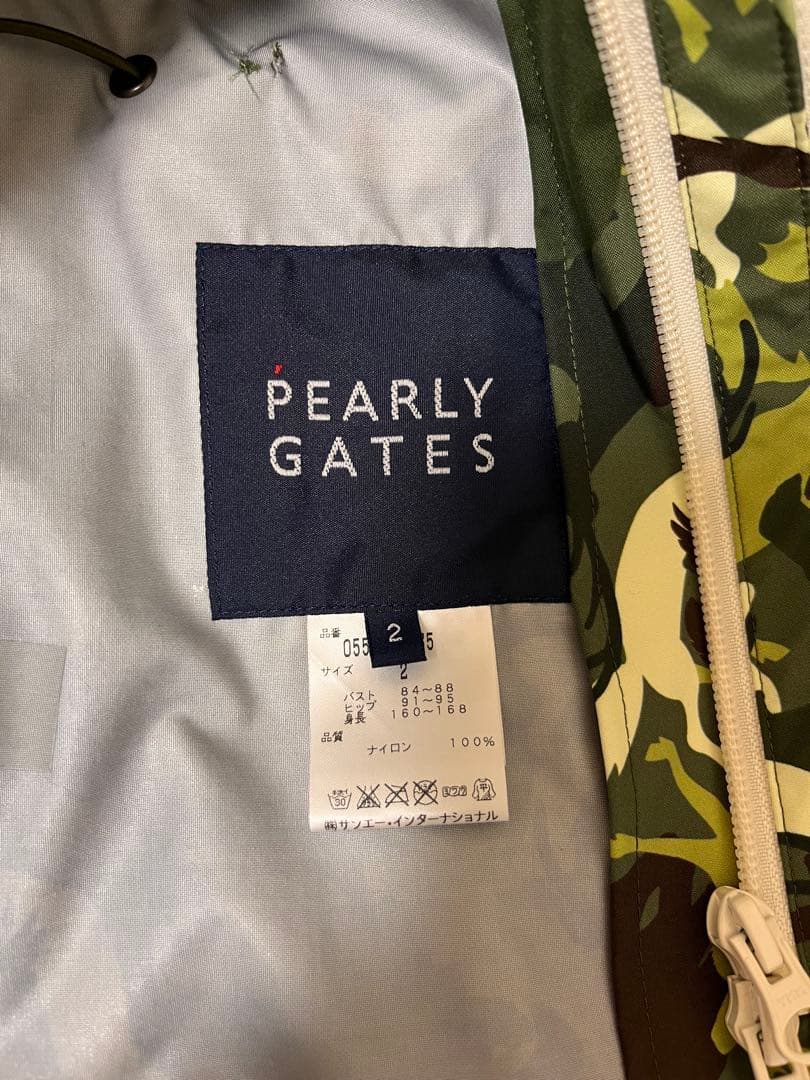 PEARLY
GATES
2
品番
055 75
サイズ 2
バスト 84～88
ヒップ 91～95
身長 160～168
品質
ナイロン 100%
㈱サンエー・インターナショナル